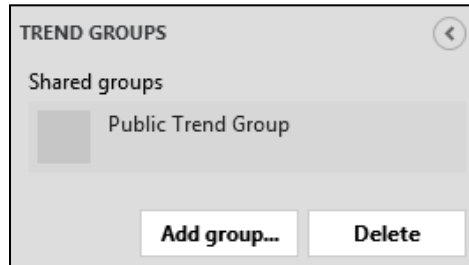 TREND GROUPS
Shared groups
Public Trend Group
Add group... Delete